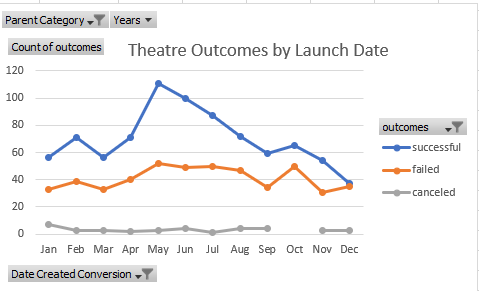 Parent Category Years
Count of outcomes
Theatre Outcomes by Launch Date
120
100
80
60
40
20
0
Jan Feb Mar Apr May Jun Jul Aug Sep Oct Nov Dec
outcomes
successful
failed
canceled
Date Created Conversion